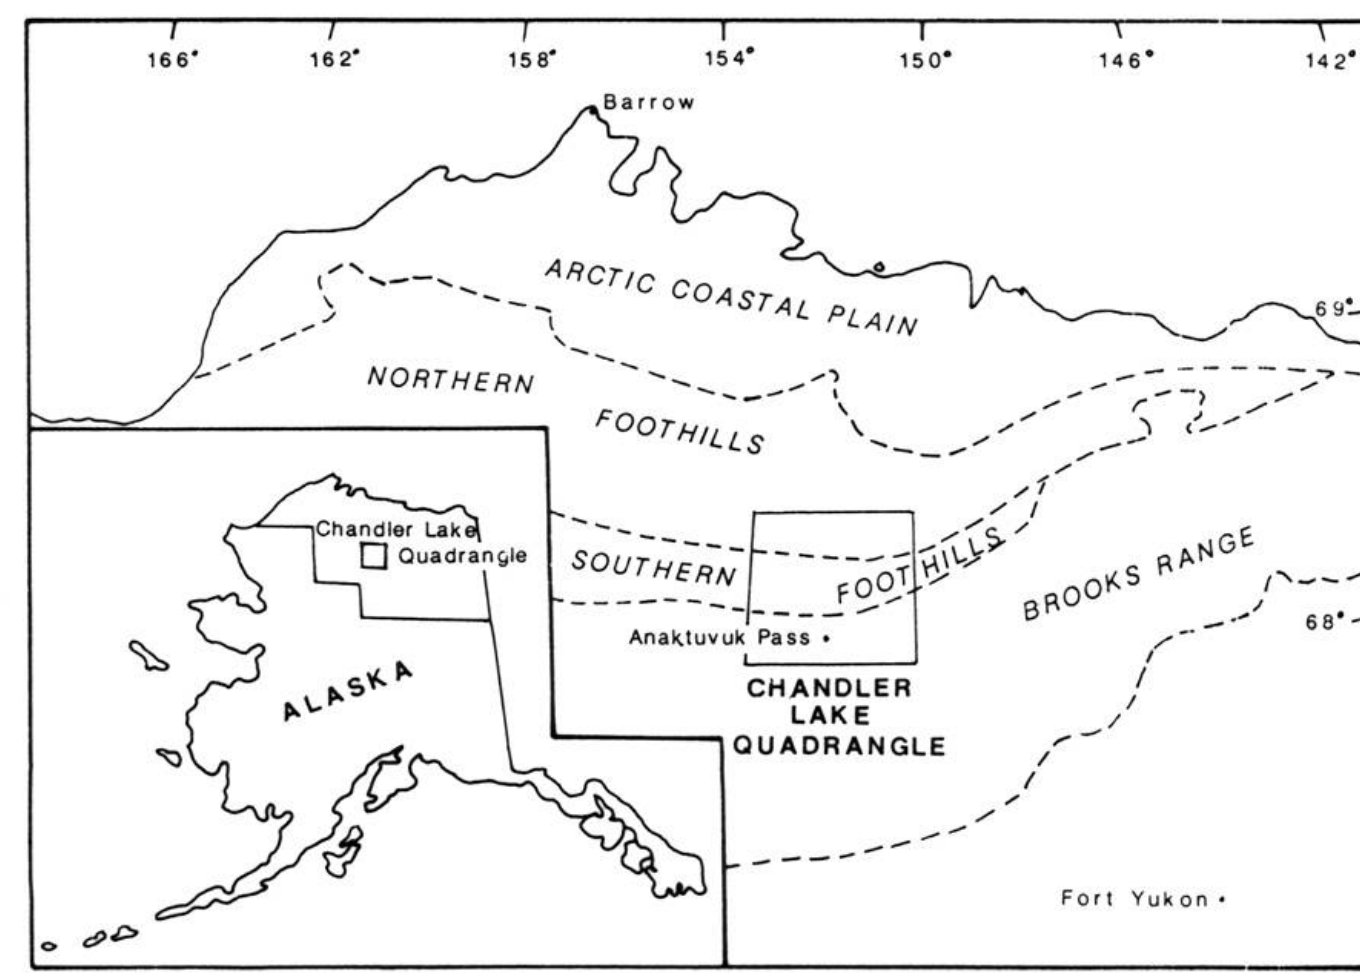 166° 162° 158° 154° 150° 146° 142°
Barrow
ARCTIC COASTAL PLAIN
69°
NORTHERN
FOOTHILLS
SOUTHERN
FOOTHILLS
BROOKS RANGE
68°
Anaktuvuk Pass
CHANDLER
LAKE
QUADRANGLE
Fort Yukon
Chandler Lake
Quadrangle
ALASKA